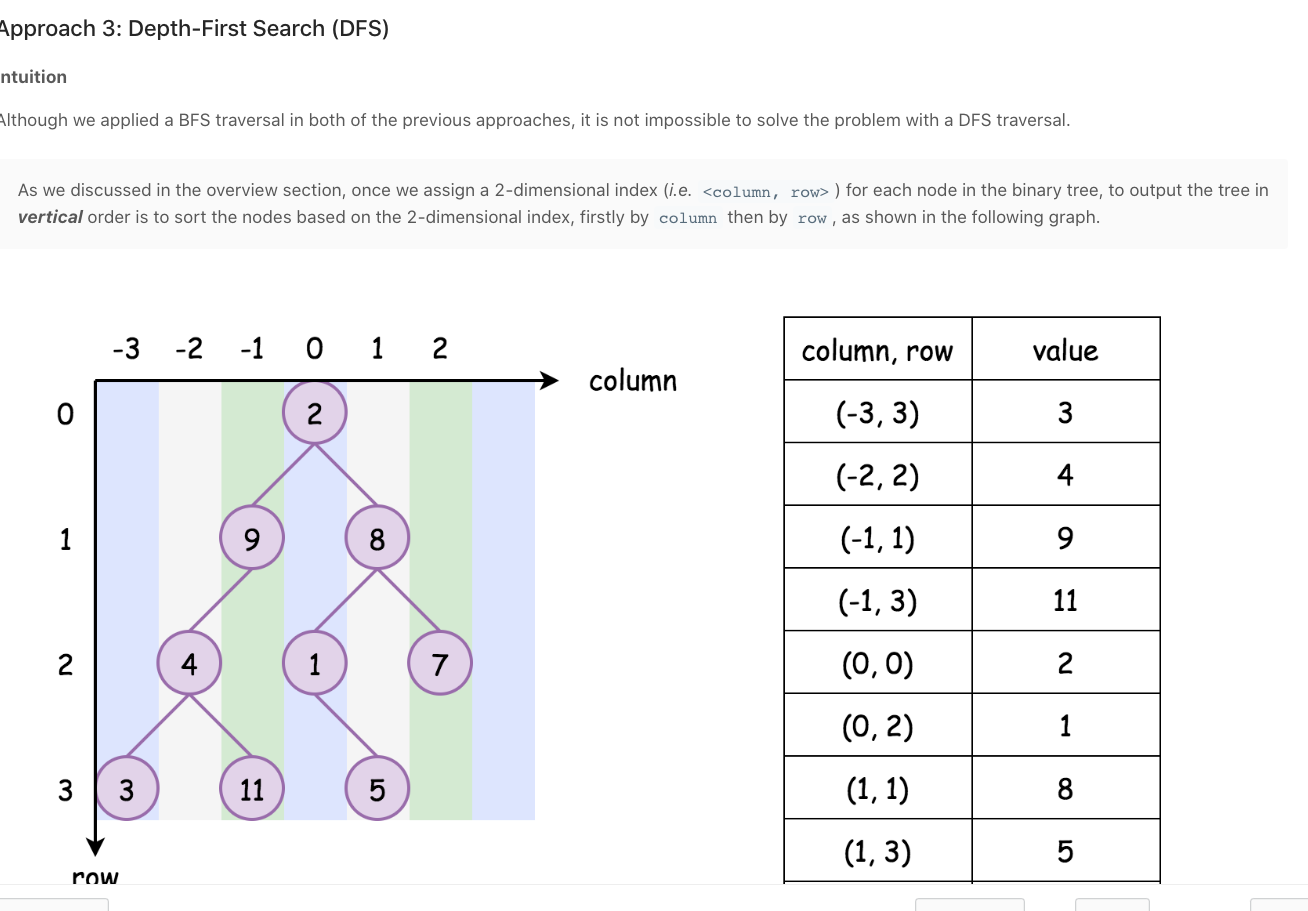 Approach 3: Depth-First Search (DFS)
ntuition
Although we applied a BFS traversal in both of the previous approaches, it is not impossible to solve the problem with a DFS traversal.
As we discussed in the overview section, once we assign a 2-dimensional index (i.e. <column, row> ) for each node in the binary tree, to output the tree in
vertical order is to sort the nodes based on the 2-dimensional index, firstly by column then by row , as shown in the following graph.
-3 -2 -1 0 1 2
column
0 2
1 9 8
2 4 1 7
3 3 11 5
row
column, row value
(-3, 3) 3
(-2, 2) 4
(-1, 1) 9
(-1, 3) 11
(0, 0) 2
(0, 2) 1
(1, 1) 8
(1, 3) 5